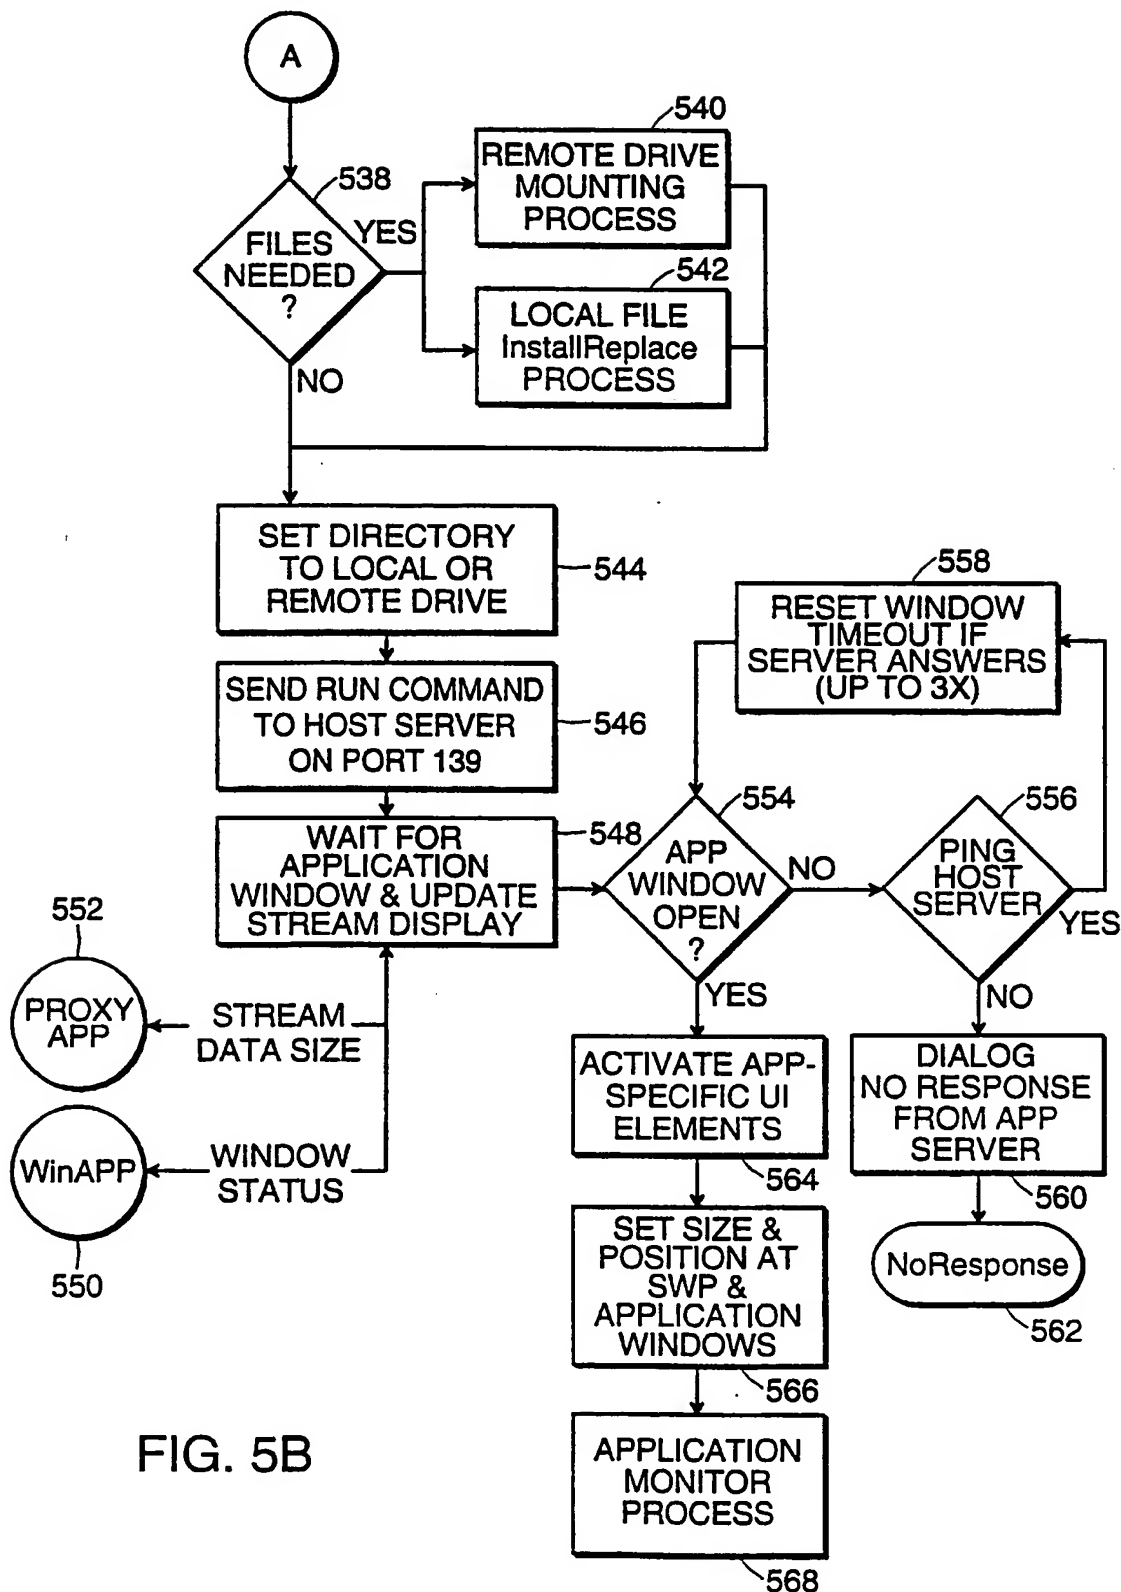 A
540
REMOTE DRIVE
MOUNTING
PROCESS
538
YES
FILES
NEEDED
?
542
LOCAL FILE
InstallReplace
PROCESS
NO
SET DIRECTORY
TO LOCAL OR
REMOTE DRIVE
544
558
RESET WINDOW
TIMEOUT IF
SERVER ANSWERS
(UP TO 3X)
SEND RUN COMMAND
TO HOST SERVER
ON PORT 139
546
WAIT FOR
APPLICATION
WINDOW & UPDATE
STREAM DISPLAY
548
554
APP
WINDOW
OPEN
?
NO
556
PING
HOST
SERVER
YES
552
PROXY
APP
STREAM
DATA SIZE
YES
NO
ACTIVATE APP-
SPECIFIC UI
ELEMENTS
564
DIALOG
NO RESPONSE
FROM APP
SERVER
560
WinAPP
WINDOW
STATUS
550
SET SIZE &
POSITION AT
SWP &
APPLICATION
WINDOWS
566
NoResponse
562
APPLICATION
MONITOR
PROCESS
568
FIG. 5B